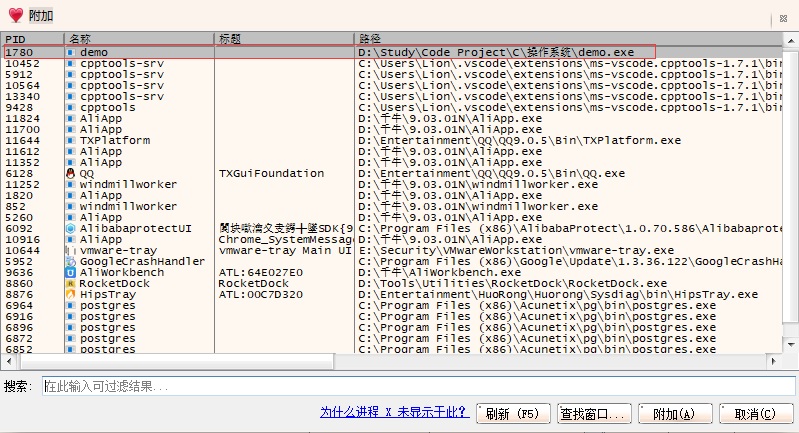 附加
PID 名称 标题 路径
1780 demo D:\Study\Code Project\C\操作系统\demo.exe
10452 cpptools-srv C:\Users\Lion\.vscode\extensions\ms-vscode.cpptools-1.7.1\bin
5912 cpptools-srv C:\Users\Lion\.vscode\extensions\ms-vscode.cpptools-1.7.1\bin
10564 cpptools-srv C:\Users\Lion\.vscode\extensions\ms-vscode.cpptools-1.7.1\bin
13340 cpptools-srv C:\Users\Lion\.vscode\extensions\ms-vscode.cpptools-1.7.1\bin
9428 cpptools C:\Users\Lion\.vscode\extensions\ms-vscode.cpptools-1.7.1\bin
11824 AliApp D:\千牛\9.03.01N\AliApp.exe
11700 AliApp D:\千牛\9.03.01N\AliApp.exe
11644 TXPlatform D:\Entertainment\QQ\QQ9.0.5\Bin\TXPlatform.exe
11612 AliApp D:\千牛\9.03.01N\AliApp.exe
11352 AliApp D:\千牛\9.03.01N\AliApp.exe
6128 QQ TXGuiFoundation D:\Entertainment\QQ\QQ9.0.5\Bin\QQ.exe
11252 windmillworker D:\千牛\9.03.01N\windmillworker.exe
1820 AliApp D:\千牛\9.03.01N\AliApp.exe
852 windmillworker D:\千牛\9.03.01N\windmillworker.exe
5260 AliApp D:\千牛\9.03.01N\AliApp.exe
6092 AlibabaprotectUI SDK{9 C:\Program Files (x86)\AlibabaProtect\1.0.70.586\Alibabaprotect
10916 AliApp Chrome_SystemMessage D:\千牛\9.03.01N\AliApp.exe
10644 vmware-tray vmware-tray Main UI E:\Security\VMwareWorkstation\vmware-tray.exe
5952 GoogleCrashHandler C:\Program Files (x86)\Google\Update\1.3.36.122\GoogleCrashHa
9636 AliWorkbench ATL:64E027E0 D:\千牛\AliWorkbench.exe
8860 RocketDock RocketDock D:\Tools\Utilities\RocketDock\RocketDock.exe
8876 HipsTray ATL:00C7D320 D:\Entertainment\HuoRong\Huorong\Sysdiag\bin\HipsTray.exe
6964 postgres C:\Program Files (x86)\Acunetix\pg\bin\postgres.exe
6916 postgres C:\Program Files (x86)\Acunetix\pg\bin\postgres.exe
6896 postgres C:\Program Files (x86)\Acunetix\pg\bin\postgres.exe
6872 postgres C:\Program Files (x86)\Acunetix\pg\bin\postgres.exe
6852 postgres C:\Program Files (x86)\Acunetix\pg\bin\postgres.exe
搜索: 在此输入可过滤结果...
为什么进程 X 未显示于此? 刷新 (F5) 查找窗口... 附加(A) 取消(C)